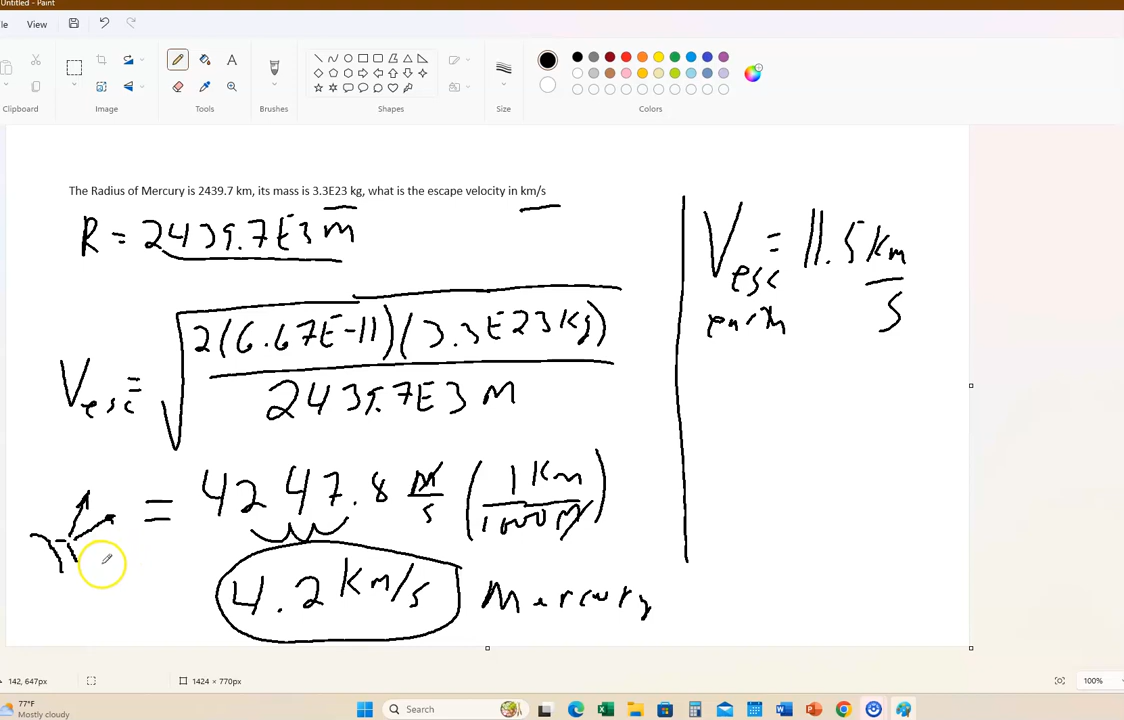 Untitled - Paint
le View
Clipboard Image Tools Brushes Shapes Size Colors
The Radius of Mercury is 2439.7 km, its mass is 3.3E23 kg, what is the escape velocity in km/s
R = 2439.7E3 m
Vesc = √(2(6.67E-11)(3.3E23Kg) / 2439.7E3 M)
= 4247.8 M/s (1 Km / 1000 M)
4.2 Km/s Mercury
Vesc = 11.5 Km/s
earth
142, 647px 1424 × 770px 100%
77°F
Mostly cloudy
Search